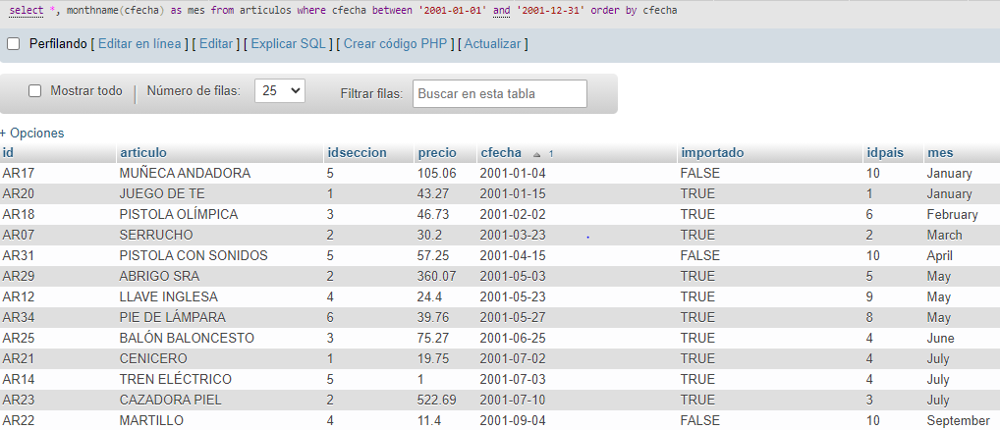 select *, monthname(cfecha) as mes from articulos where cfecha between '2001-01-01' and '2001-12-31' order by cfecha
Perfilando [ Editar en línea ] [ Editar ] [ Explicar SQL ] [ Crear código PHP ] [ Actualizar ]
Mostrar todo Número de filas: 25 Filtrar filas: Buscar en esta tabla
+ Opciones
id articulo idseccion precio cfecha 1 importado idpais mes
AR17 MUÑECA ANDADORA 5 105.06 2001-01-04 FALSE 10 January
AR20 JUEGO DE TE 1 43.27 2001-01-15 TRUE 1 January
AR18 PISTOLA OLÍMPICA 3 46.73 2001-02-02 TRUE 6 February
AR07 SERRUCHO 2 30.2 2001-03-23 TRUE 2 March
AR31 PISTOLA CON SONIDOS 5 57.25 2001-04-15 FALSE 10 April
AR29 ABRIGO SRA 2 360.07 2001-05-03 TRUE 5 May
AR12 LLAVE INGLESA 4 24.4 2001-05-23 TRUE 9 May
AR34 PIE DE LÁMPARA 6 39.76 2001-05-27 TRUE 8 May
AR25 BALÓN BALONCESTO 3 75.27 2001-06-25 TRUE 4 June
AR21 CENICERO 1 19.75 2001-07-02 TRUE 4 July
AR14 TREN ELÉCTRICO 5 1 2001-07-03 TRUE 4 July
AR23 CAZADORA PIEL 2 522.69 2001-07-10 TRUE 3 July
AR22 MARTILLO 4 11.4 2001-09-04 FALSE 10 September